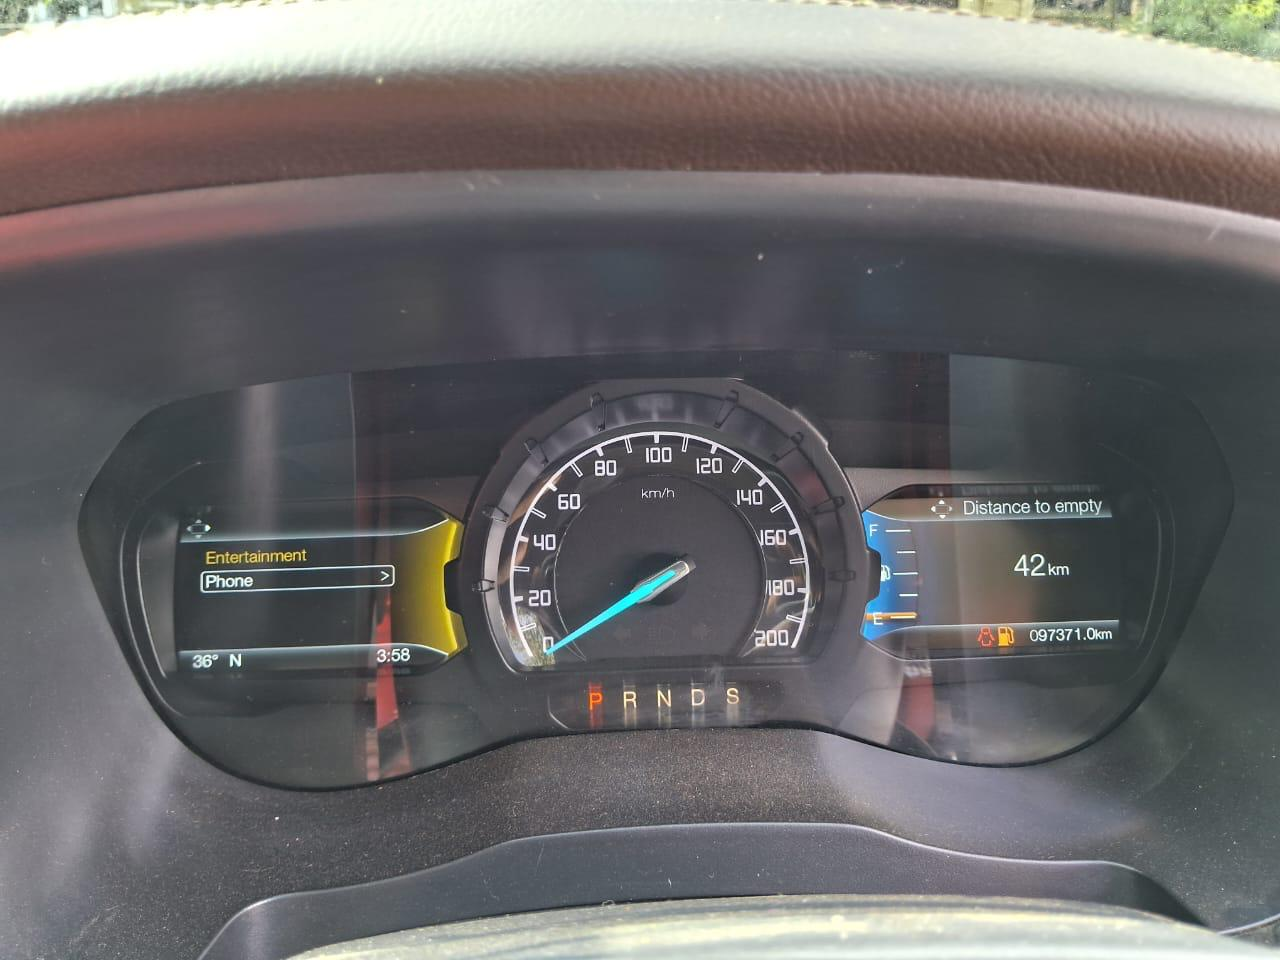 Entertainment
Phone >
36° N 3:58
0
20
40
60
80
100
120
140
160
180
200
km/h
P R N D S
Distance to empty
F
42 km
E
097371.0km